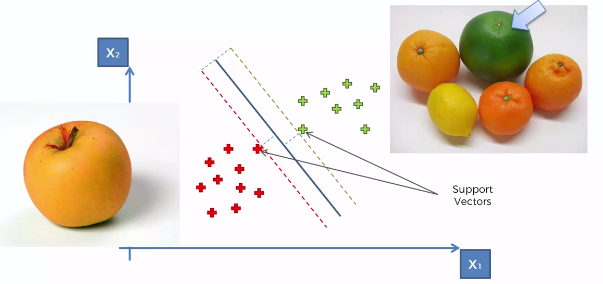 X₂
Support
Vectors
X₁